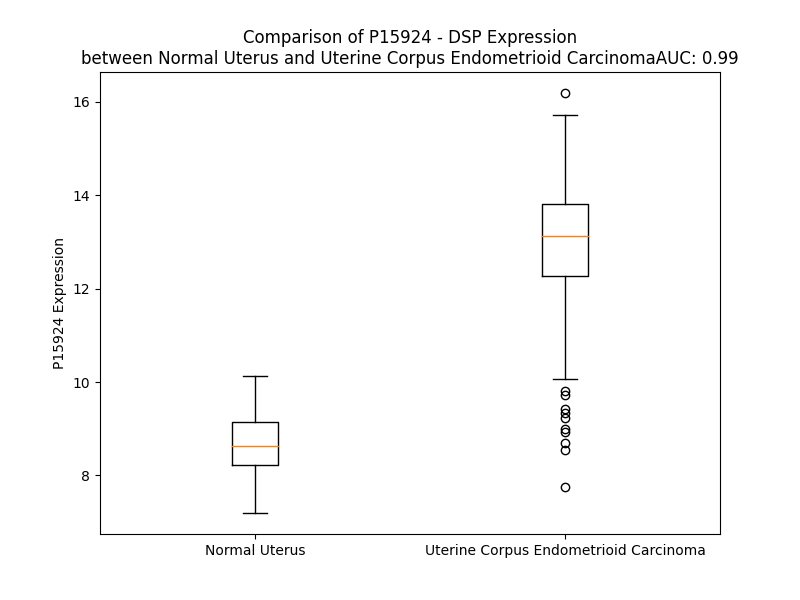 Comparison of P15924 - DSP Expression
between Normal Uterus and Uterine Corpus Endometrioid CarcinomaAUC: 0.99
P15924 Expression
16
14
12
10
8
Normal Uterus
Uterine Corpus Endometrioid Carcinoma